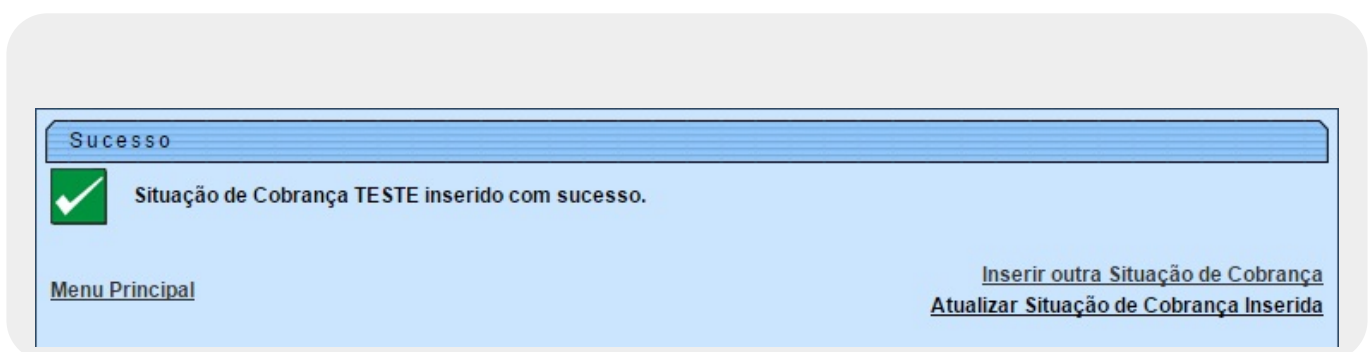 Sucesso
Situação de Cobrança TESTE inserido com sucesso.
Inserir outra Situação de Cobrança
Menu Principal
Atualizar Situação de Cobrança Inserida